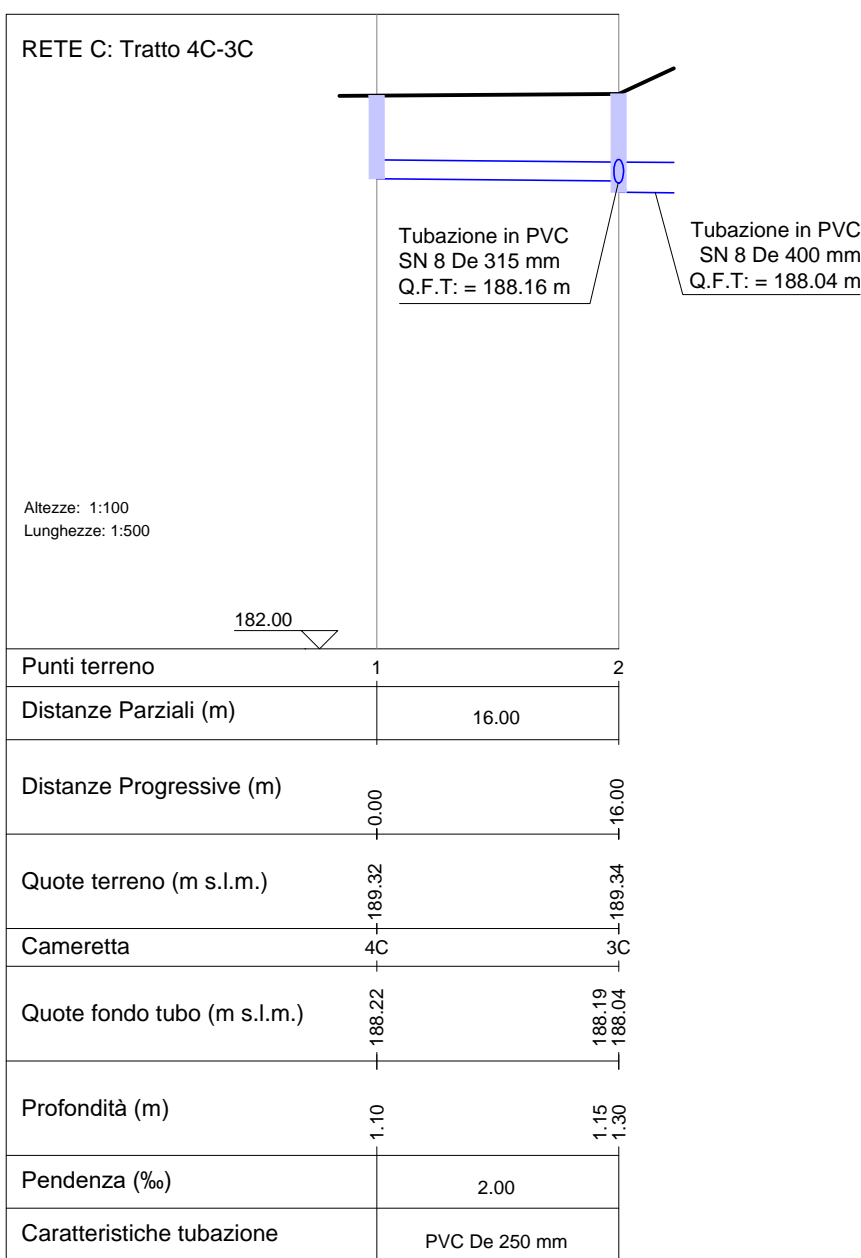 RETE C: Tratto 4C-3C
Tubazione in PVC
SN 8 De 315 mm
Q.F.T: = 188.16 m
Tubazione in PVC
SN 8 De 400 mm
Q.F.T: = 188.04 m
Altezze: 1:100
Lunghezze: 1:500
182.00
Punti terreno 1 2
Distanze Parziali (m) 16.00
Distanze Progressive (m) 0.00 16.00
Quote terreno (m s.l.m.) 189.32 189.34
Cameretta 4C 3C
Quote fondo tubo (m s.l.m.) 188.22 188.19 188.04
Profondità (m) 1.10 1.15 1.30
Pendenza (‰) 2.00
Caratteristiche tubazione PVC De 250 mm